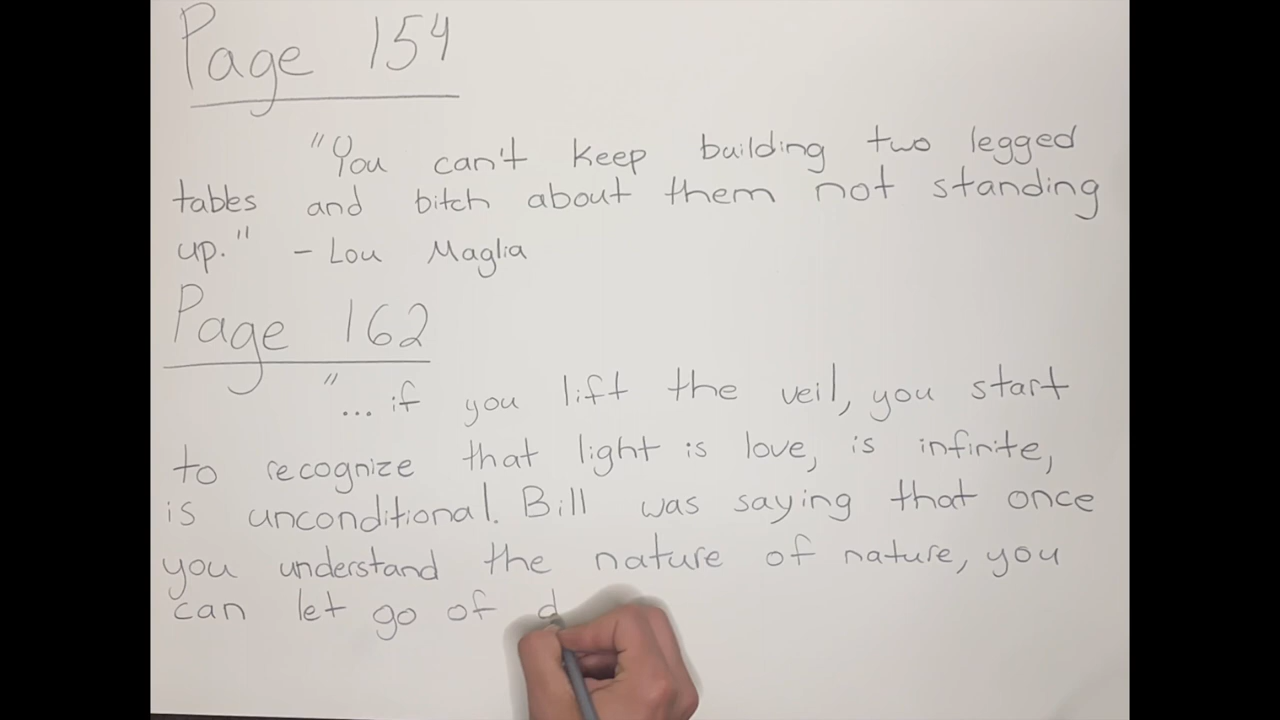 Page 154
"You can't keep building two legged
tables and bitch about them not standing
up." - Lou Maglia
Page 162
"... if you lift the veil, you start
to recognize that light is love, is infinite,
is unconditional. Bill was saying that once
you understand the nature of nature, you
can let go of d